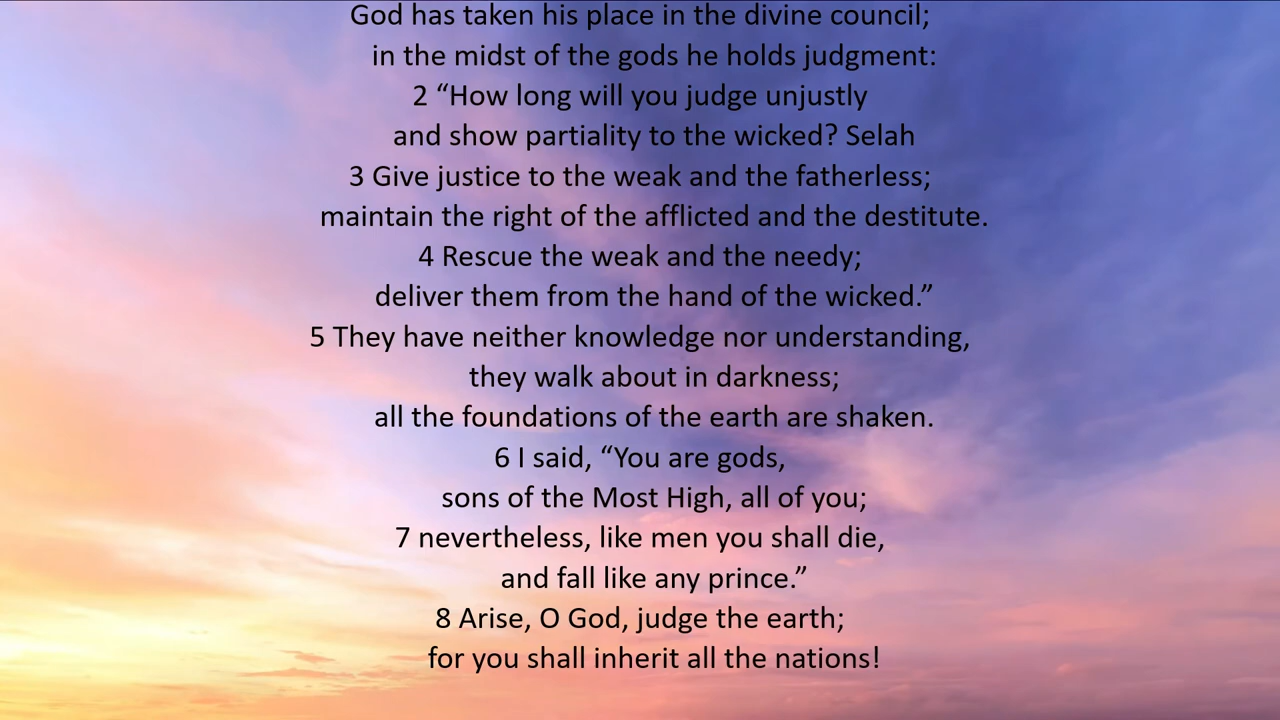 God has taken his place in the divine council;
in the midst of the gods he holds judgment:
2 “How long will you judge unjustly
and show partiality to the wicked? Selah
3 Give justice to the weak and the fatherless;
maintain the right of the afflicted and the destitute.
4 Rescue the weak and the needy;
deliver them from the hand of the wicked.”
5 They have neither knowledge nor understanding,
they walk about in darkness;
all the foundations of the earth are shaken.
6 I said, “You are gods,
sons of the Most High, all of you;
7 nevertheless, like men you shall die,
and fall like any prince.”
8 Arise, O God, judge the earth;
for you shall inherit all the nations!